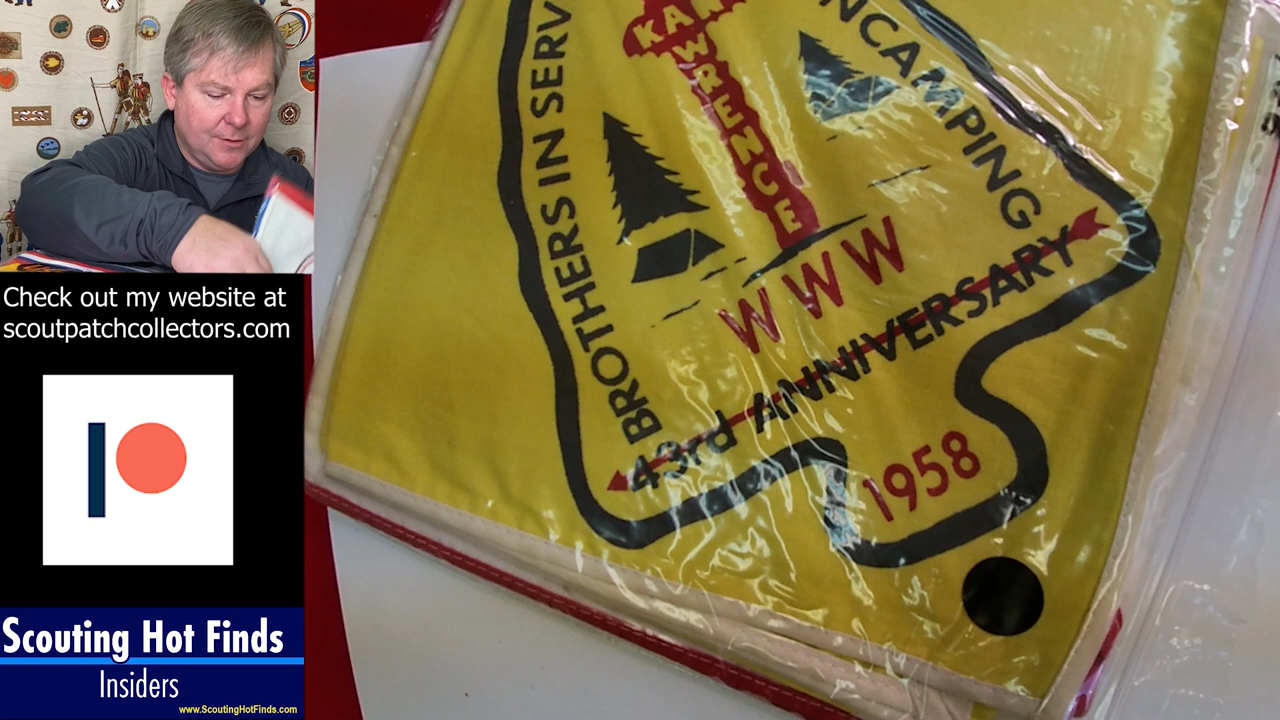 Check out my website at
scoutpatchcollectors.com
Scouting Hot Finds
Insiders
www.ScoutingHotFinds.com
BROTHERS IN SERV
KAN
KAWRENCE
NCAMPING
WWW
43rd ANNIVERSARY
1958